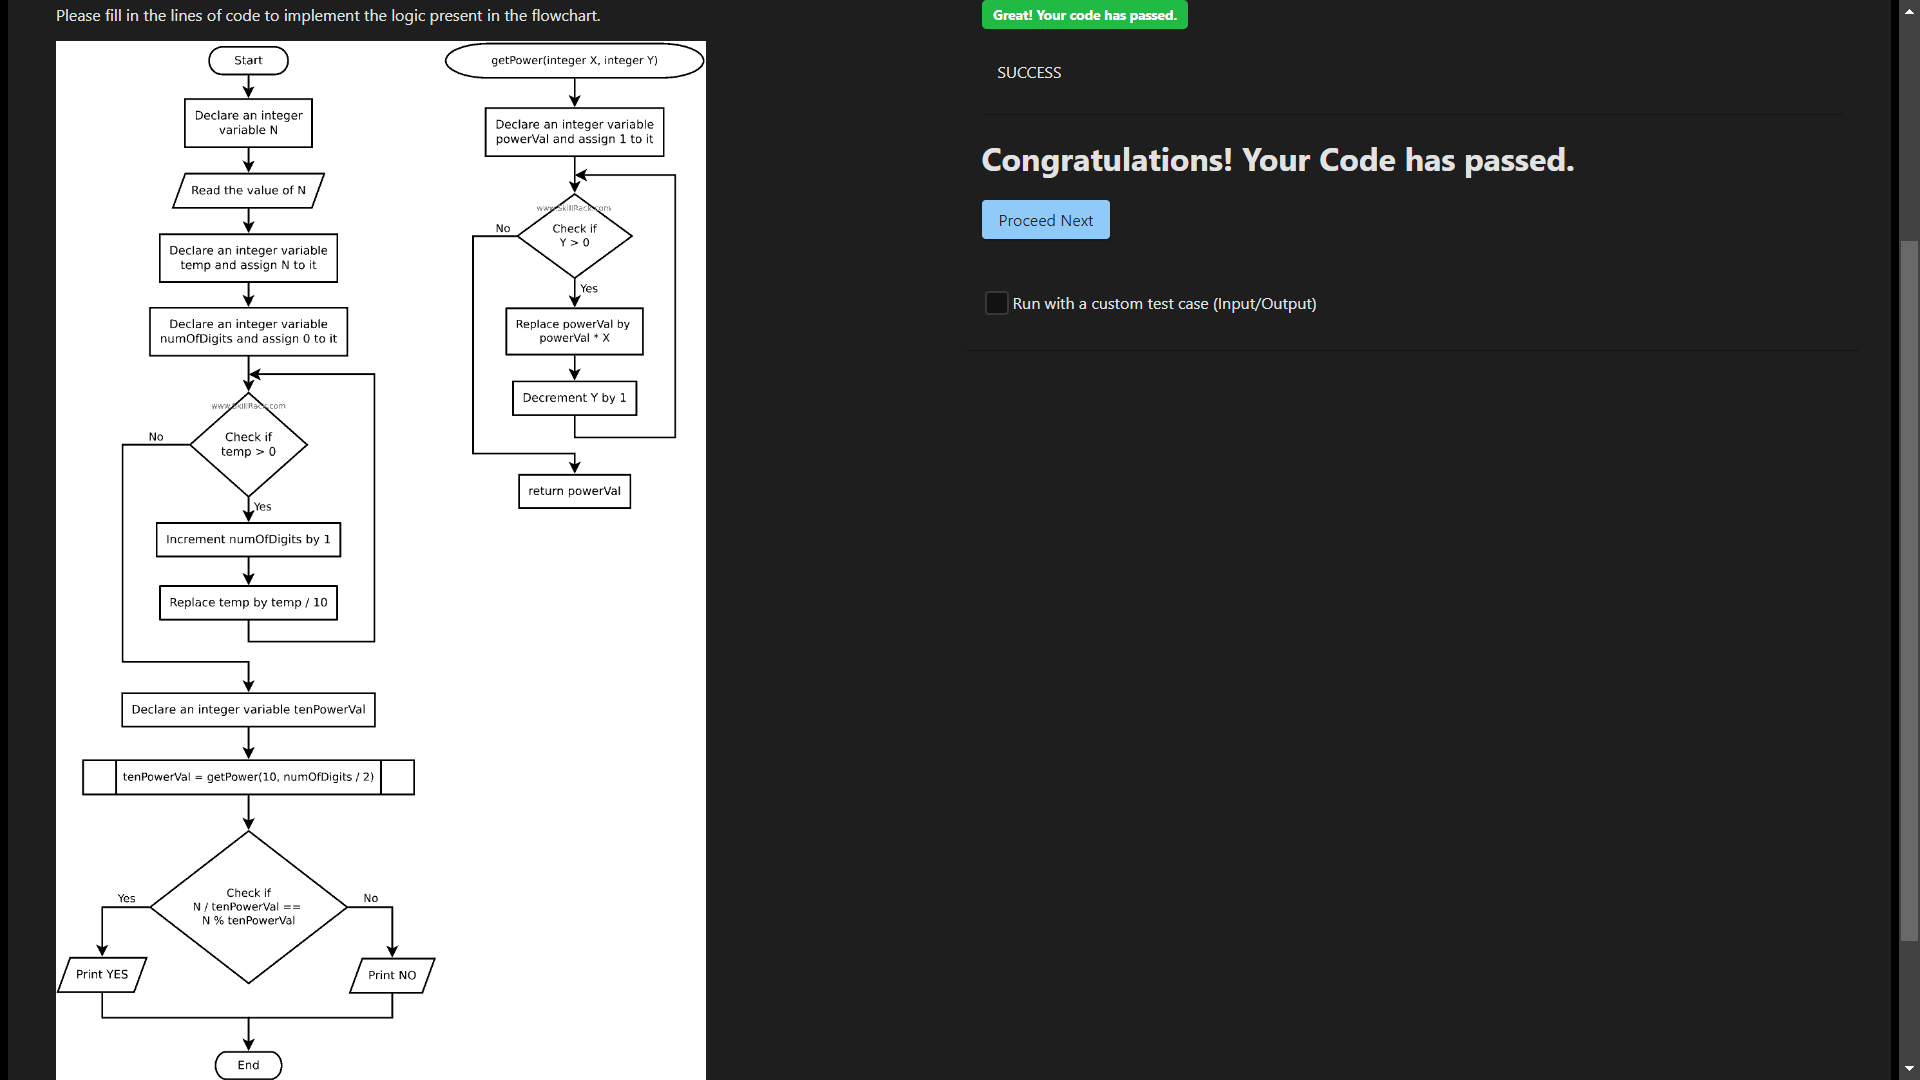 Please fill in the lines of code to implement the logic present in the flowchart.
Start
Declare an integer
variable N
Read the value of N
Declare an integer variable
temp and assign N to it
Declare an integer variable
numOfDigits and assign 0 to it
www.SkillRack.com
Check if
temp > 0
No
Yes
Increment numOfDigits by 1
Replace temp by temp / 10
Declare an integer variable tenPowerVal
tenPowerVal = getPower(10, numOfDigits / 2)
Check if
N / tenPowerVal ==
N % tenPowerVal
Yes
No
Print YES
Print NO
End
getPower(integer X, integer Y)
Declare an integer variable
powerVal and assign 1 to it
www.SkillRack.com
Check if
Y > 0
No
Yes
Replace powerVal by
powerVal * X
Decrement Y by 1
return powerVal
Great! Your code has passed.
SUCCESS
Congratulations! Your Code has passed.
Proceed Next
Run with a custom test case (Input/Output)